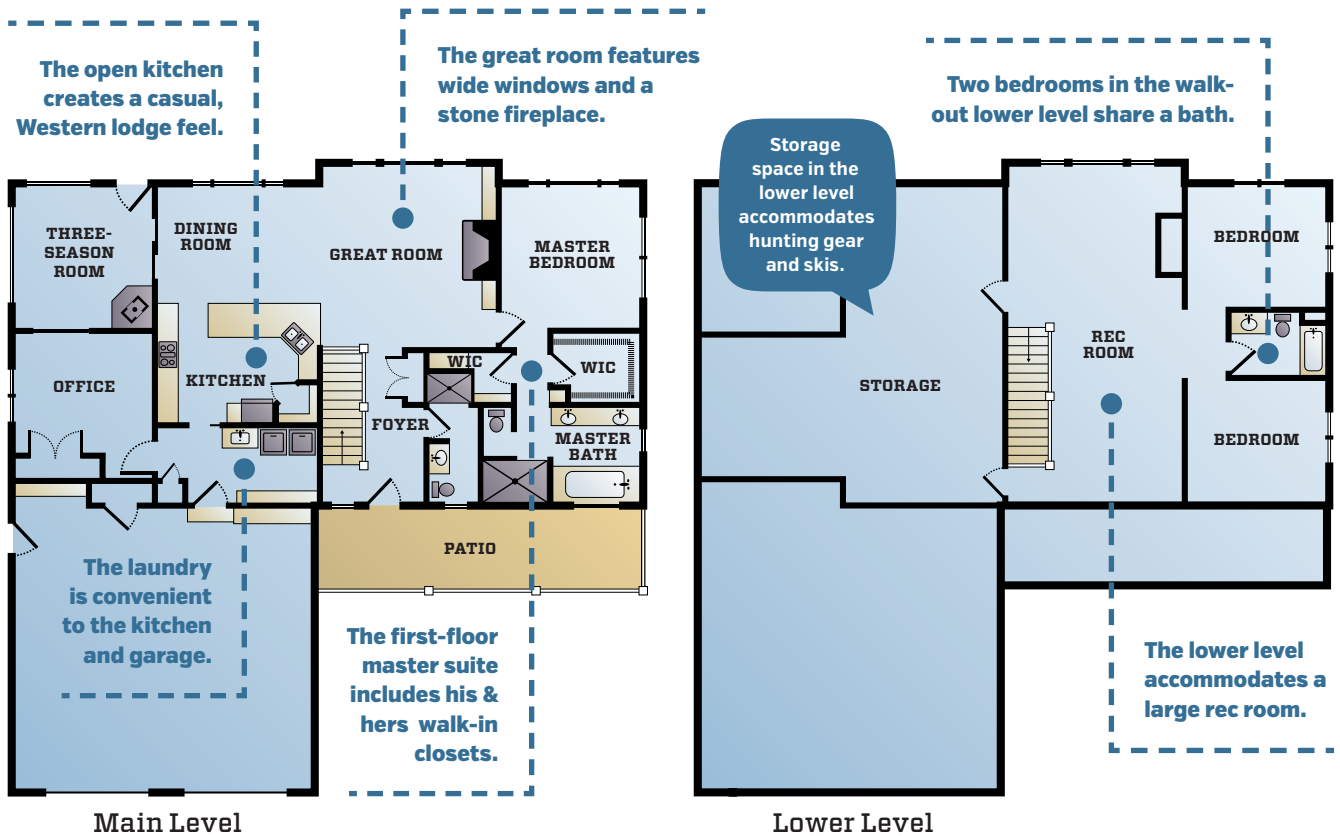 The open kitchen
creates a casual,
Western lodge feel.
The great room features
wide windows and a
stone fireplace.
Two bedrooms in the walk-
out lower level share a bath.
Storage
space in the
lower level
accommodates
hunting gear
and skis.
THREE-
SEASON
ROOM
DINING
ROOM
GREAT ROOM
MASTER
BEDROOM
OFFICE
KITCHEN
WIC
WIC
FOYER
MASTER
BATH
PATIO
BEDROOM
REC
ROOM
STORAGE
BEDROOM
The laundry
is convenient
to the kitchen
and garage.
The first-floor
master suite
includes his &
hers walk-in
closets.
The lower level
accommodates a
large rec room.
Main Level
Lower Level